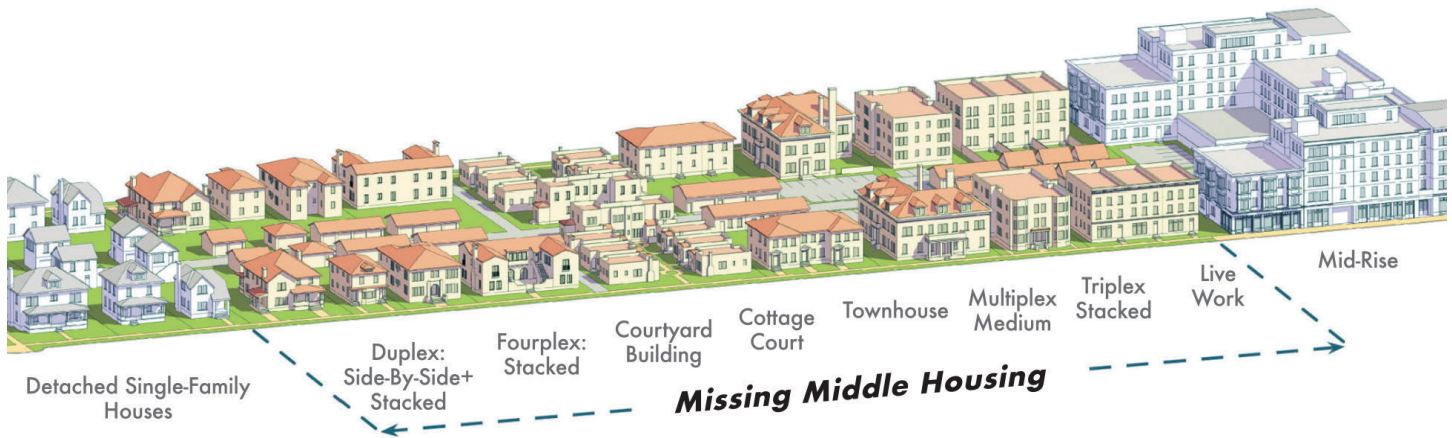 Detached Single-Family
Houses
Duplex:
Side-By-Side+
Stacked
Fourplex:
Stacked
Courtyard
Building
Cottage
Court
Townhouse
Multiplex
Medium
Triplex
Stacked
Live
Work
Mid-Rise
Missing Middle Housing